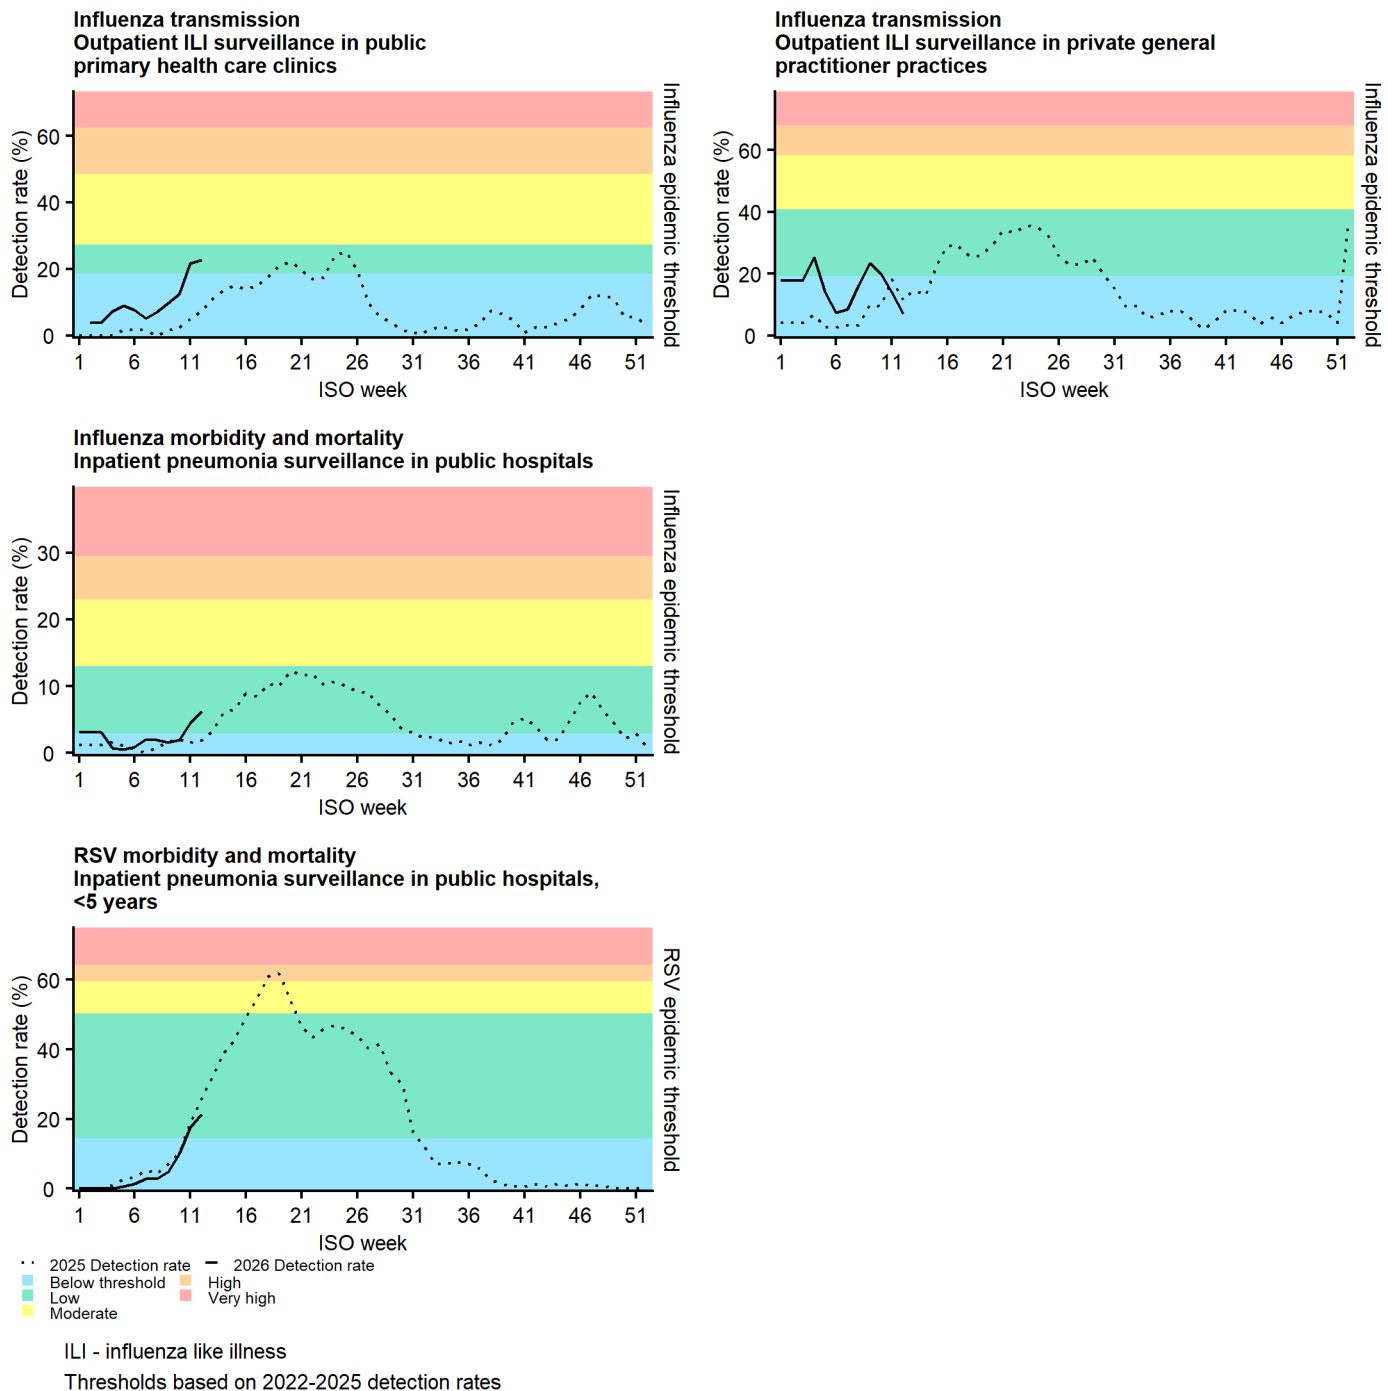 Influenza transmission
Outpatient ILI surveillance in public
primary health care clinics
Detection rate (%)
60
40
20
0
1 6 11 16 21 26 31 36 41 46 51
ISO week
Influenza epidemic threshold
Influenza transmission
Outpatient ILI surveillance in private general
practitioner practices
Detection rate (%)
60
40
20
0
1 6 11 16 21 26 31 36 41 46 51
ISO week
Influenza epidemic threshold
Influenza morbidity and mortality
Inpatient pneumonia surveillance in public hospitals
Detection rate (%)
30
20
10
0
1 6 11 16 21 26 31 36 41 46 51
ISO week
Influenza epidemic threshold
RSV morbidity and mortality
Inpatient pneumonia surveillance in public hospitals,
<5 years
Detection rate (%)
60
40
20
0
1 6 11 16 21 26 31 36 41 46 51
ISO week
RSV epidemic threshold
2025 Detection rate 2026 Detection rate
Below threshold High
Low Very high
Moderate
ILI - influenza like illness
Thresholds based on 2022-2025 detection rates